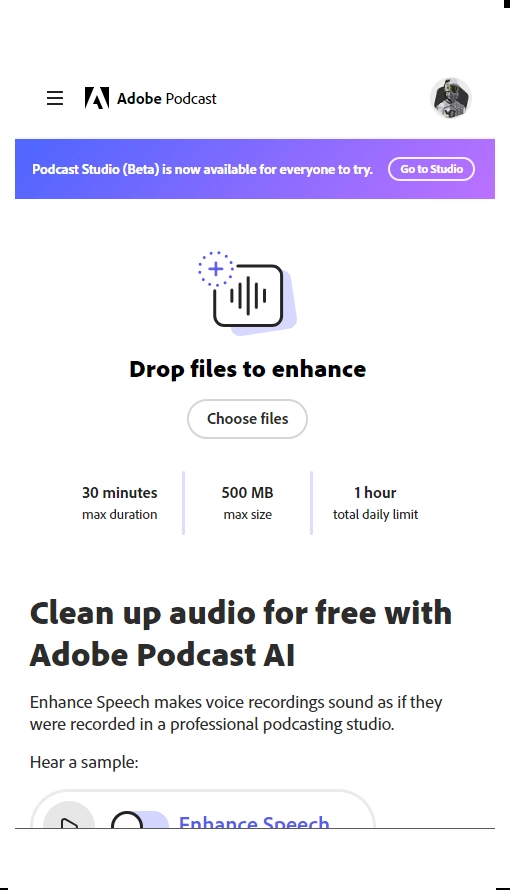 Adobe Podcast
Podcast Studio (Beta) is now available for everyone to try.
Go to Studio
Drop files to enhance
Choose files
30 minutes
max duration
500 MB
max size
1 hour
total daily limit
Clean up audio for free with
Adobe Podcast AI
Enhance Speech makes voice recordings sound as if they
were recorded in a professional podcasting studio.
Hear a sample:
Enhance Speech